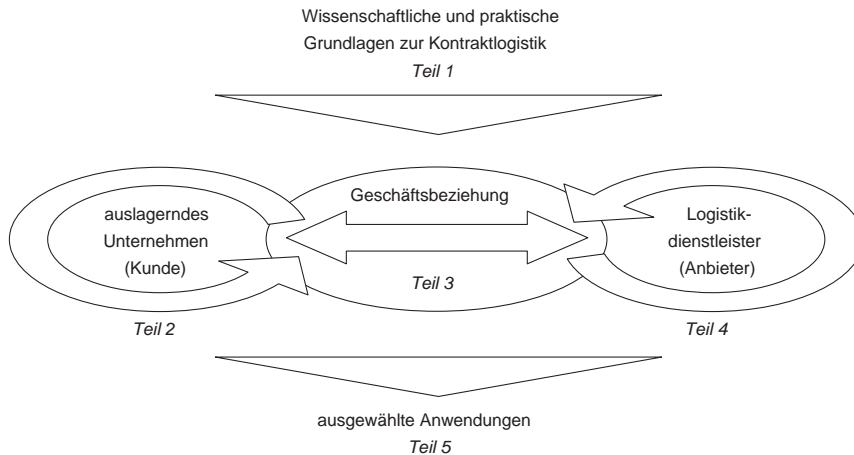 Wissenschaftliche und praktische
Grundlagen zur Kontraktlogistik
Teil 1
Geschäftsbeziehung
auslagerndes
Unternehmen
(Kunde)
Logistik-
dienstleister
(Anbieter)
Teil 3
Teil 2
Teil 4
ausgewählte Anwendungen
Teil 5